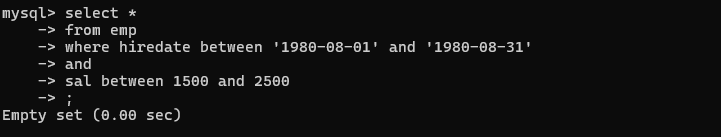 mysql> select *
    -> from emp
    -> where hiredate between '1980-08-01' and '1980-08-31'
    -> and
    -> sal between 1500 and 2500
    -> ;
Empty set (0.00 sec)